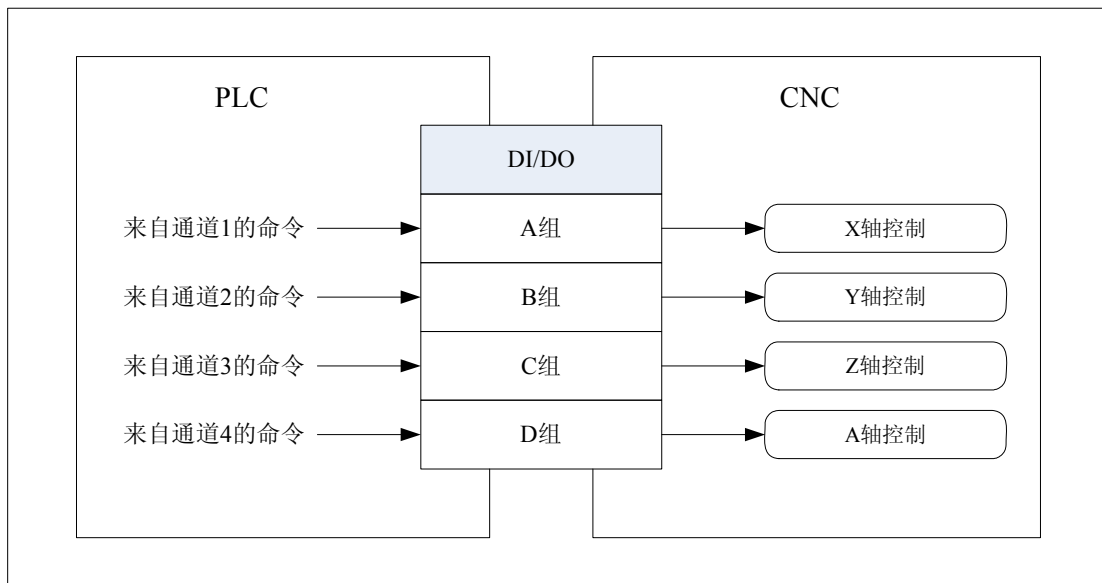 PLC
CNC
DI/DO
来自通道1的命令
A组
X轴控制
来自通道2的命令
B组
Y轴控制
来自通道3的命令
C组
Z轴控制
来自通道4的命令
D组
A轴控制